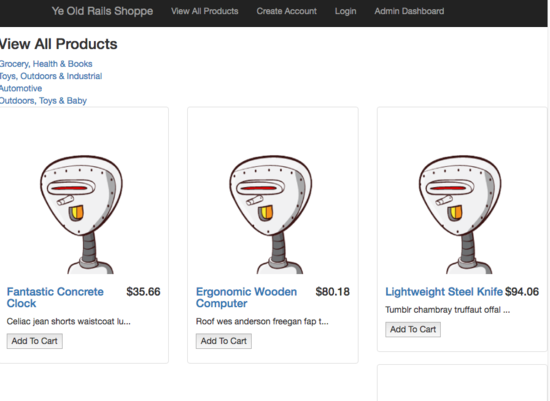 Ye Old Rails Shoppe View All Products Create Account Login Admin Dashboard
View All Products
Grocery, Health & Books
Toys, Outdoors & Industrial
Automotive
Outdoors, Toys & Baby
Fantastic Concrete $35.66
Clock
Celiac jean shorts waistcoat lu...
Add To Cart
Ergonomic Wooden $80.18
Computer
Roof wes anderson freegan fap t...
Add To Cart
Lightweight Steel Knife $94.06
Tumblr chambray truffaut offal ...
Add To Cart